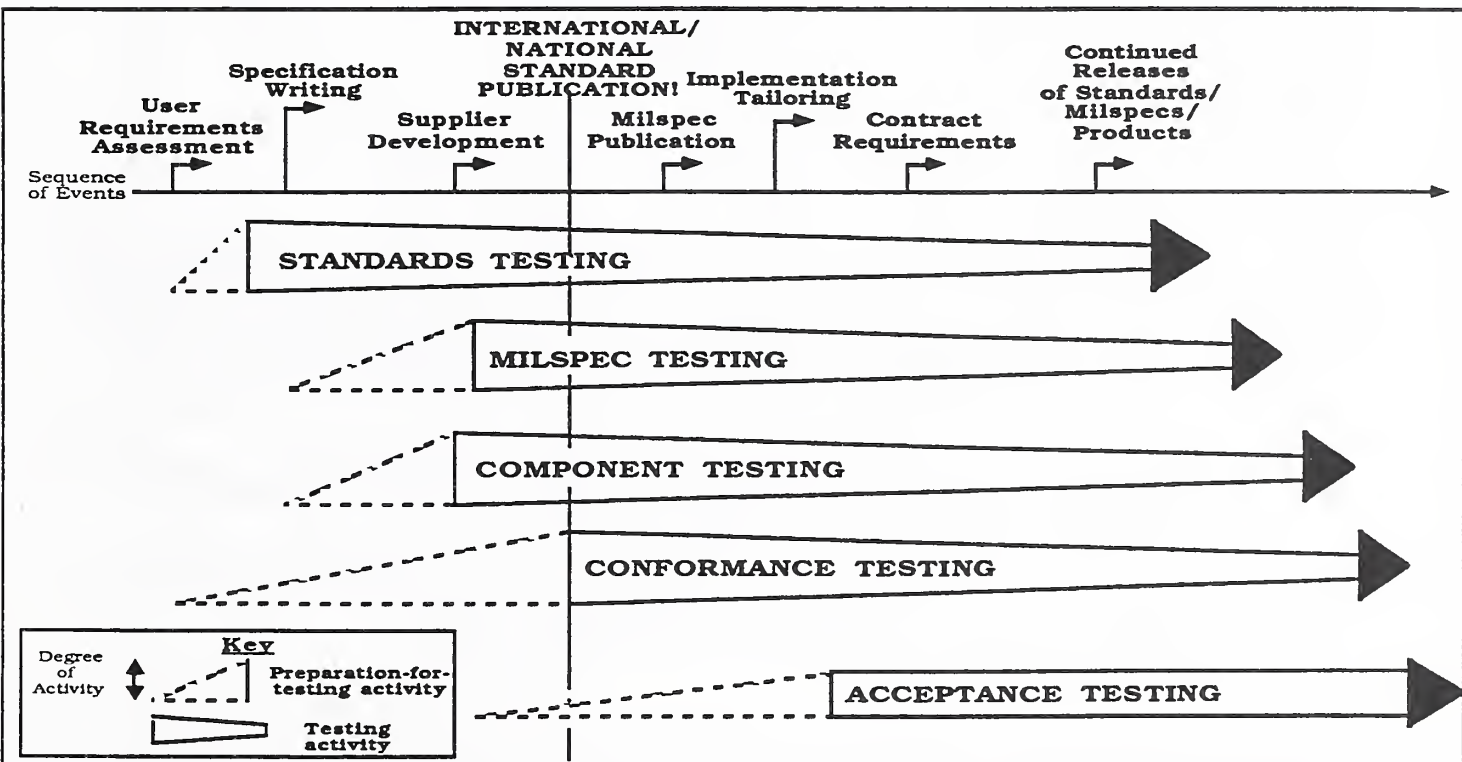 INTERNATIONAL/
NATIONAL
STANDARD
PUBLICATION!
Specification
Writing
Implementation
Tailoring
Continued
Releases
of Standards/
Milspecs/
Products
User
Requirements
Assessment
Supplier
Development
Milspec
Publication
Contract
Requirements
Sequence
of Events
STANDARDS TESTING
MILSPEC TESTING
COMPONENT TESTING
CONFORMANCE TESTING
ACCEPTANCE TESTING
Key
Degree
of
Activity
Preparation-for-
testing activity
Testing
activity